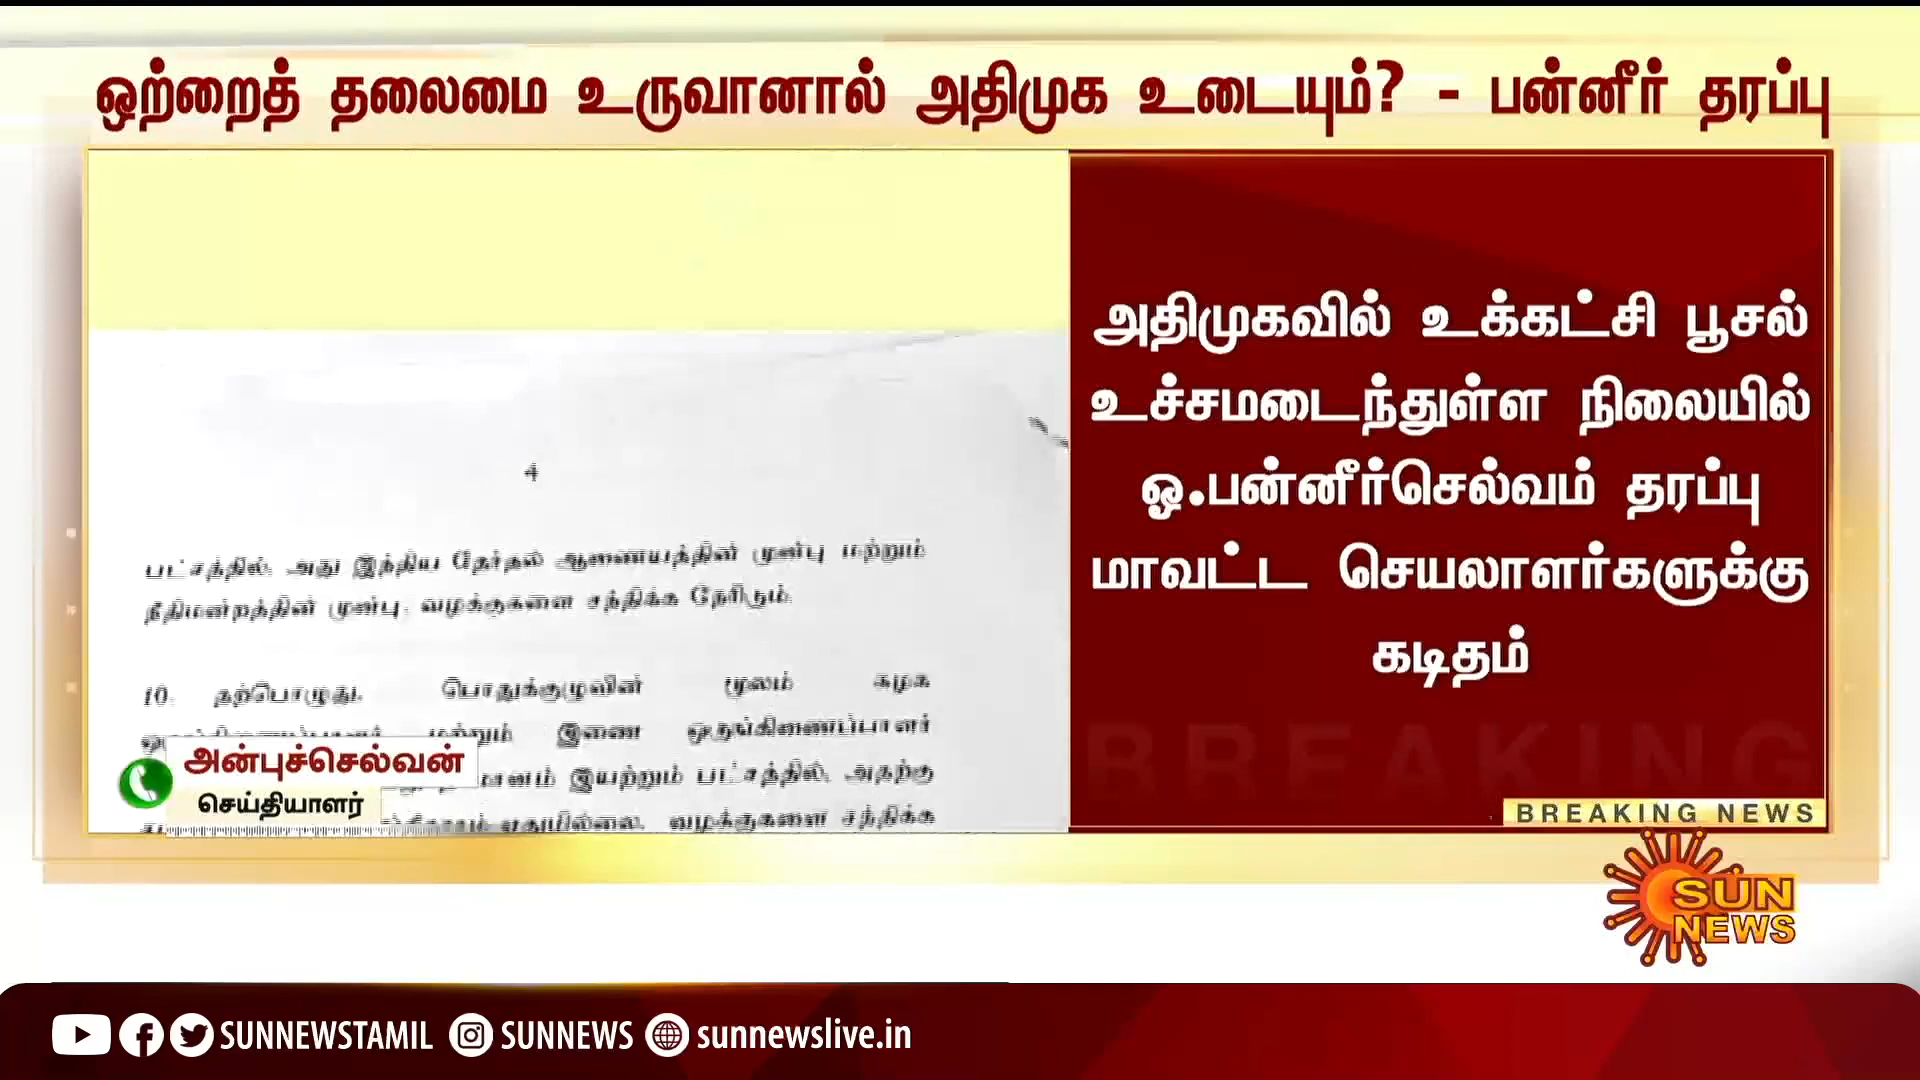 ஒற்றைத் தலைமை உருவானால் அதிமுக உடையும்? - பன்னீர் தரப்பு
4
பட்சத்தில், அது இந்திய தேர்தல் ஆணையத்தின் முன்பு மற்றும்
நீதிமன்றத்தின் முன்பு, வழக்குகளை சந்திக்க நேரிடும்.
10. தற்பொழுது, பொதுக்குழுவின் மூலம் கழக
மற்றும் இணை ஒருங்கிணைப்பாளர்
இயற்றும் பட்சத்தில், அதற்கு
வழக்குகளை சந்திக்க
அன்புச்செல்வன்
செய்தியாளர்
அதிமுகவில் உக்கட்சி பூசல்
உச்சமடைந்துள்ள நிலையில்
ஓ.பன்னீர்செல்வம் தரப்பு
மாவட்ட செயலாளர்களுக்கு
கடிதம்
BREAKING
BREAKING NEWS
SUN
NEWS
SUNNEWSTAMIL SUNNEWS sunnewslive.in